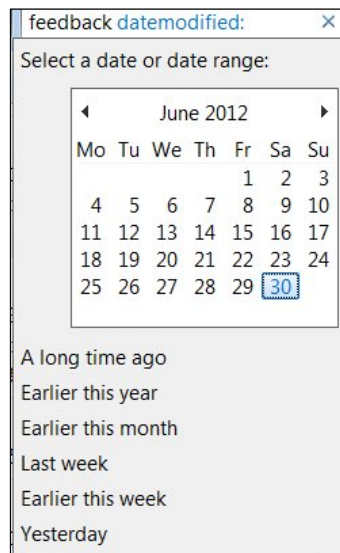 feedback datemodified:
Select a date or date range:
June 2012
Mo Tu We Th Fr Sa Su
1 2 3
4 5 6 7 8 9 10
11 12 13 14 15 16 17
18 19 20 21 22 23 24
25 26 27 28 29 30
A long time ago
Earlier this year
Earlier this month
Last week
Earlier this week
Yesterday